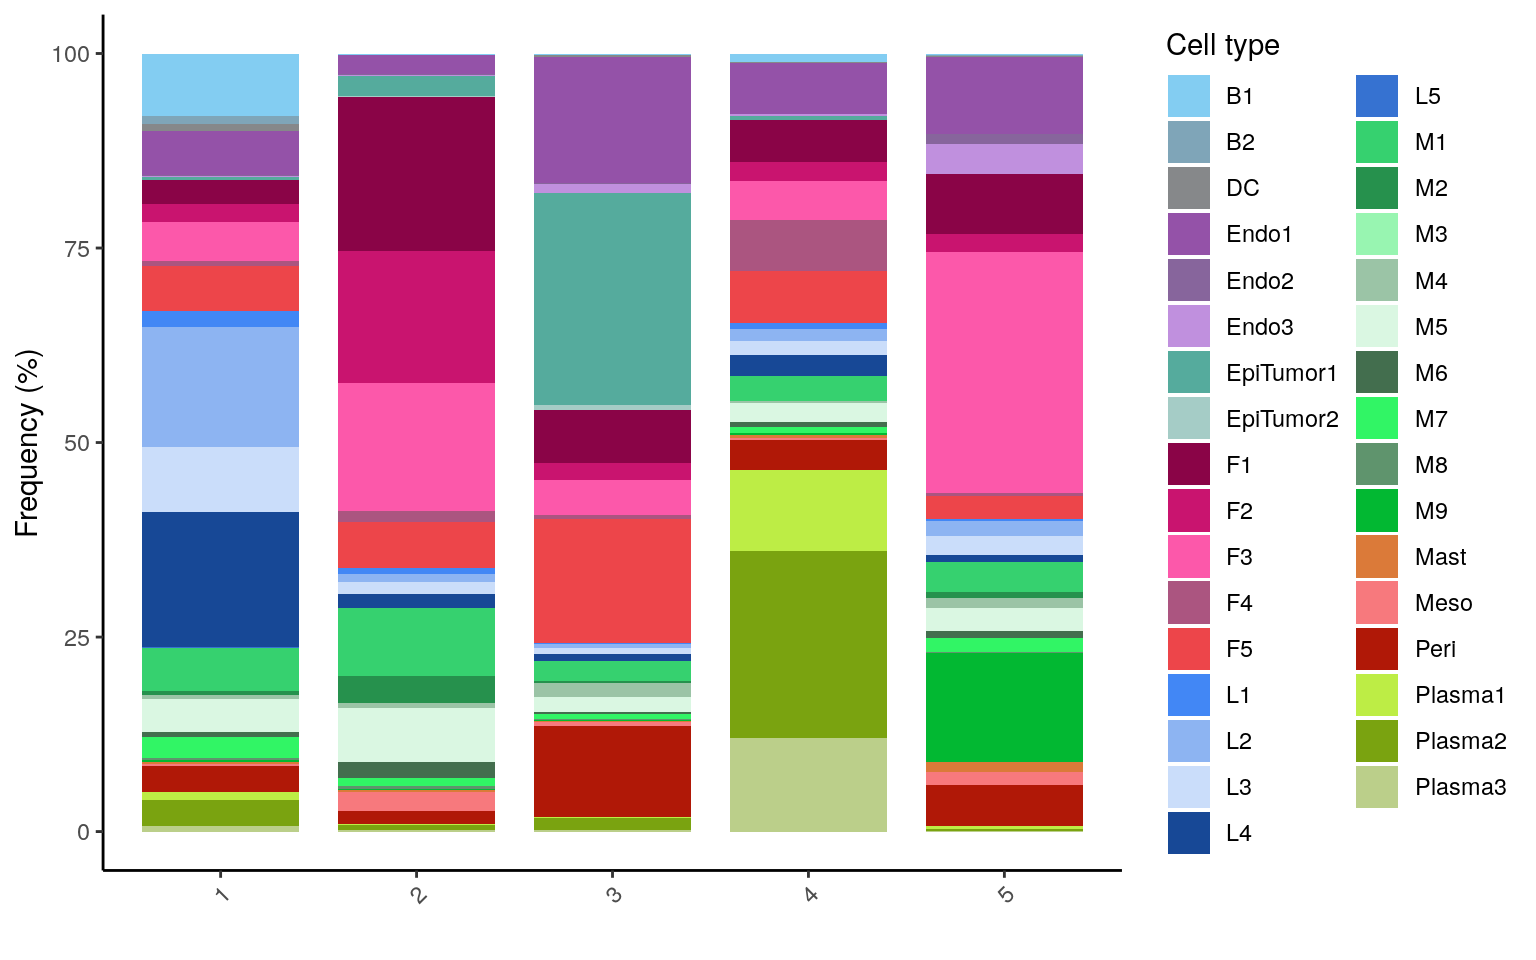 Frequency (%)
100
75
50
25
0
1
2
3
4
5
Cell type
B1
B2
DC
Endo1
Endo2
Endo3
EpiTumor1
EpiTumor2
F1
F2
F3
F4
F5
L1
L2
L3
L4
L5
M1
M2
M3
M4
M5
M6
M7
M8
M9
Mast
Meso
Peri
Plasma1
Plasma2
Plasma3